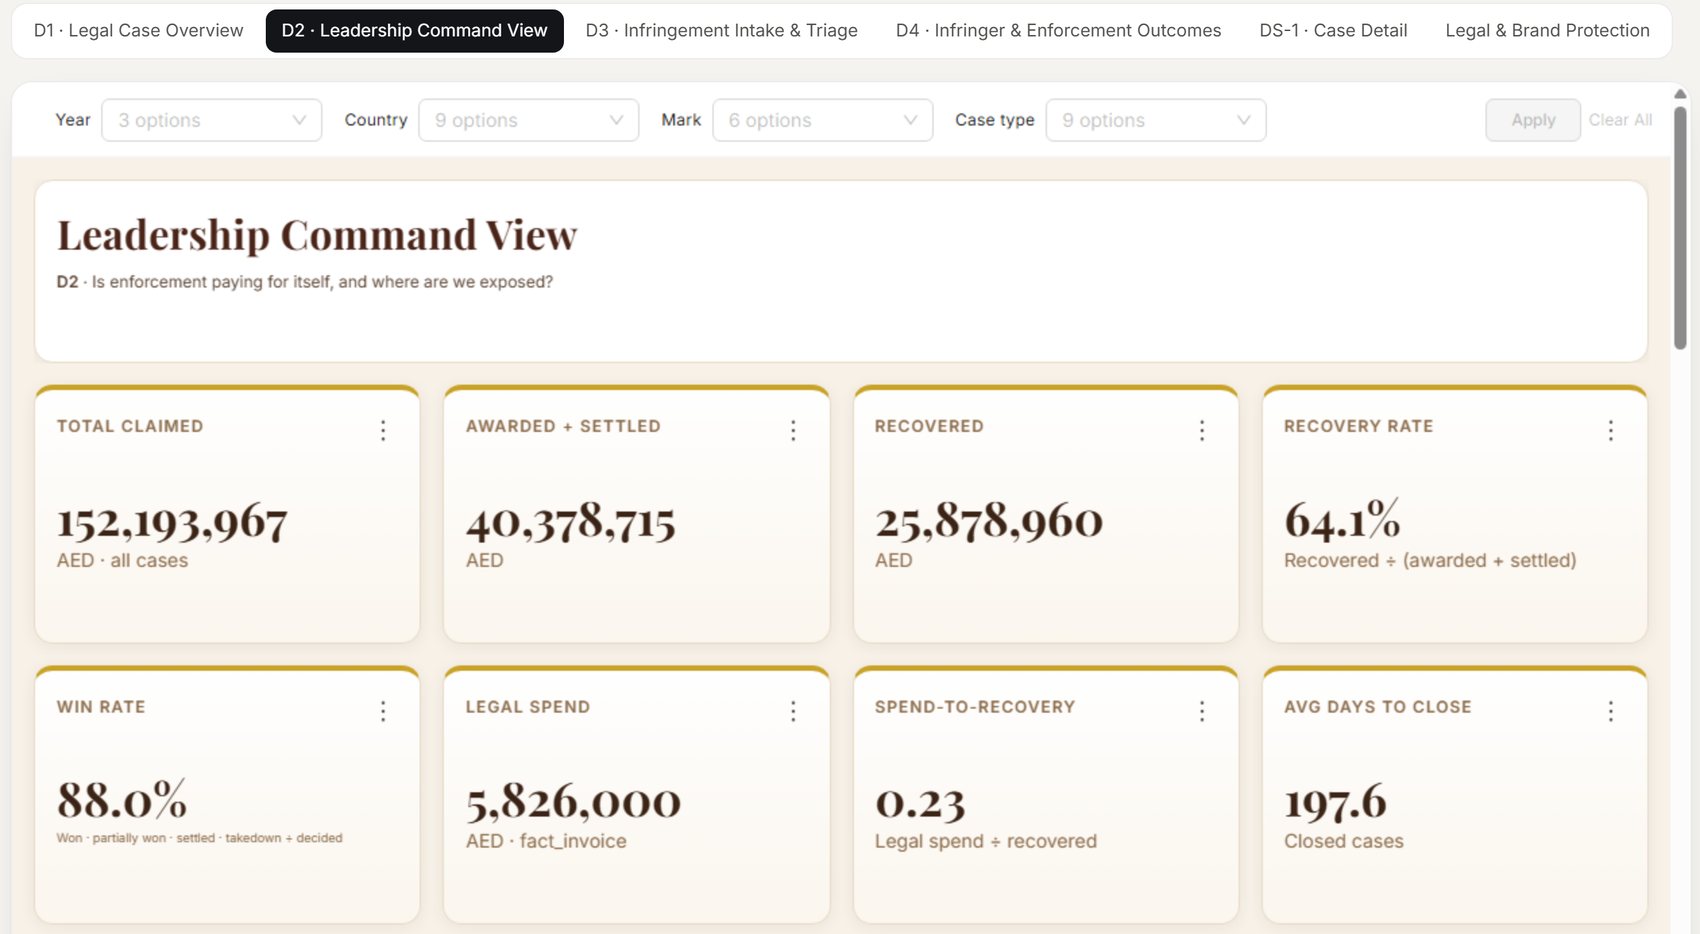 D1 · Legal Case Overview
D2 · Leadership Command View
D3 · Infringement Intake & Triage
D4 · Infringer & Enforcement Outcomes
DS-1 · Case Detail
Legal & Brand Protection
Year 3 options
Country 9 options
Mark 6 options
Case type 9 options
Apply
Clear All
Leadership Command View
D2 · Is enforcement paying for itself, and where are we exposed?
TOTAL CLAIMED
152,193,967
AED · all cases
AWARDED + SETTLED
40,378,715
AED
RECOVERED
25,878,960
AED
RECOVERY RATE
64.1%
Recovered ÷ (awarded + settled)
WIN RATE
88.0%
Won · partially won · settled · takedown ÷ decided
LEGAL SPEND
5,826,000
AED · fact_invoice
SPEND-TO-RECOVERY
0.23
Legal spend ÷ recovered
AVG DAYS TO CLOSE
197.6
Closed cases